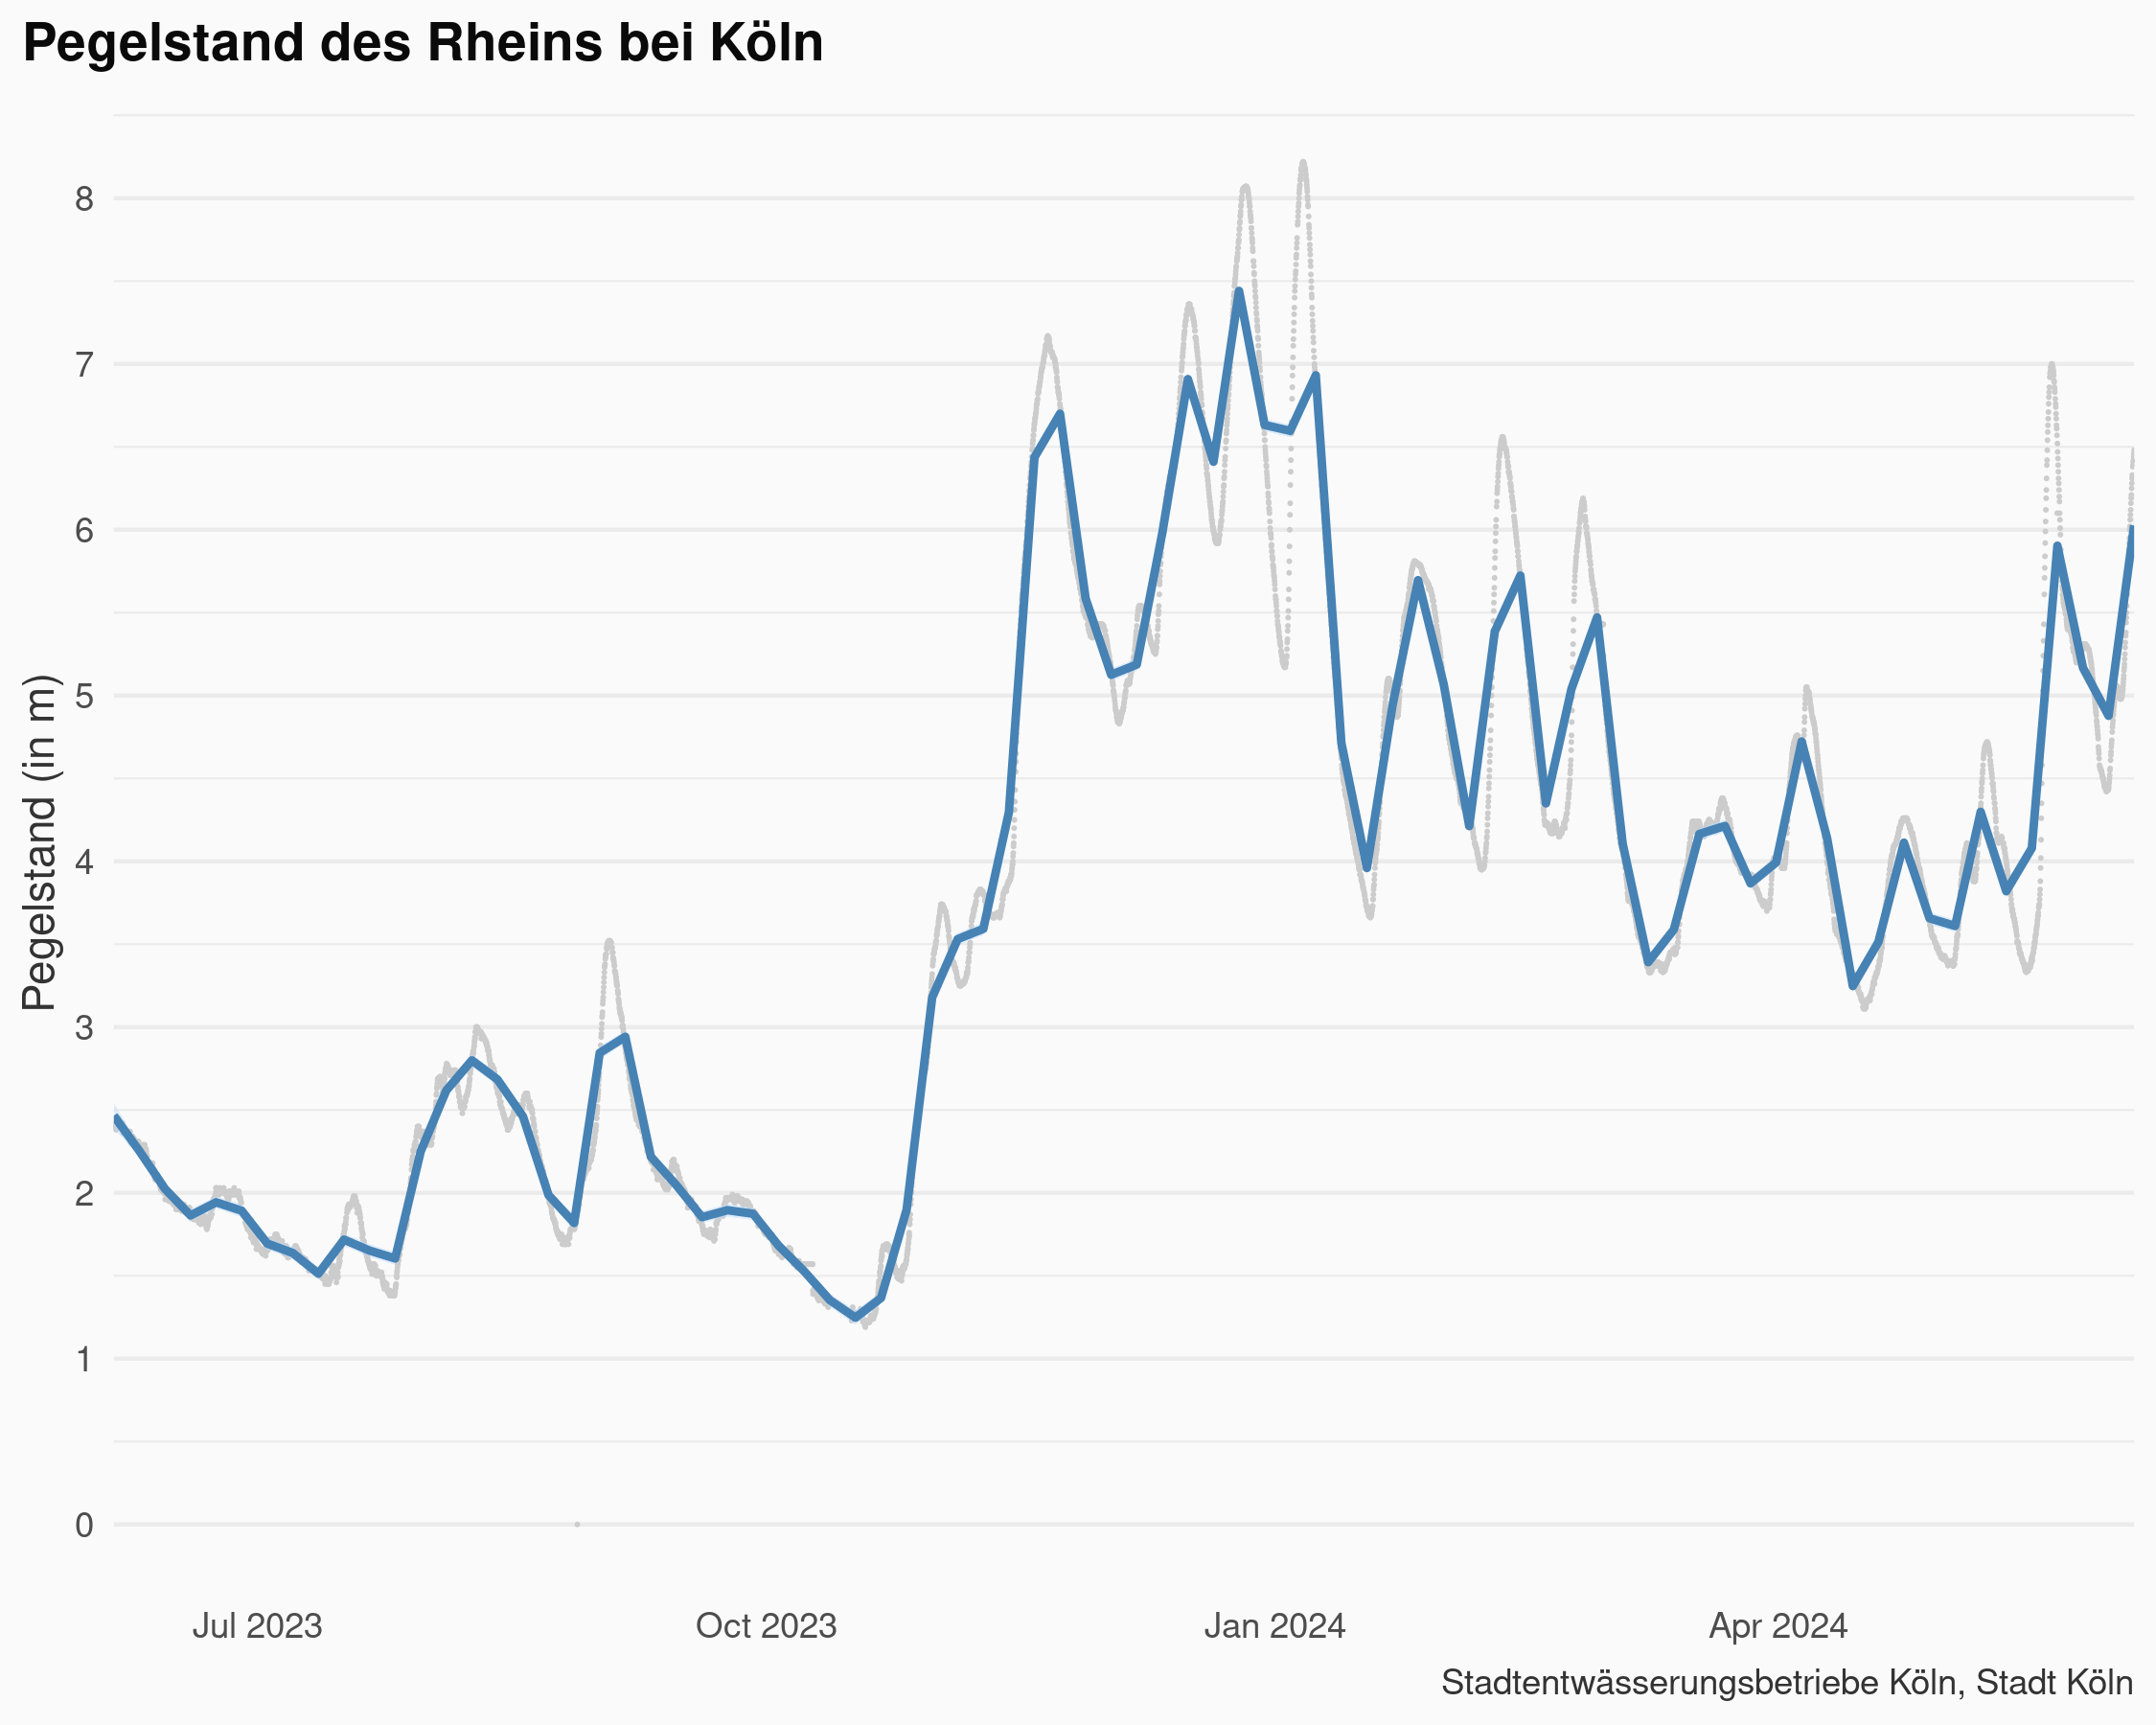 Pegelstand des Rheins bei Köln
Pegelstand (in m)
8
7
6
5
4
3
2
1
0
Jul 2023
Oct 2023
Jan 2024
Apr 2024
Stadtentwässerungsbetriebe Köln, Stadt Köln